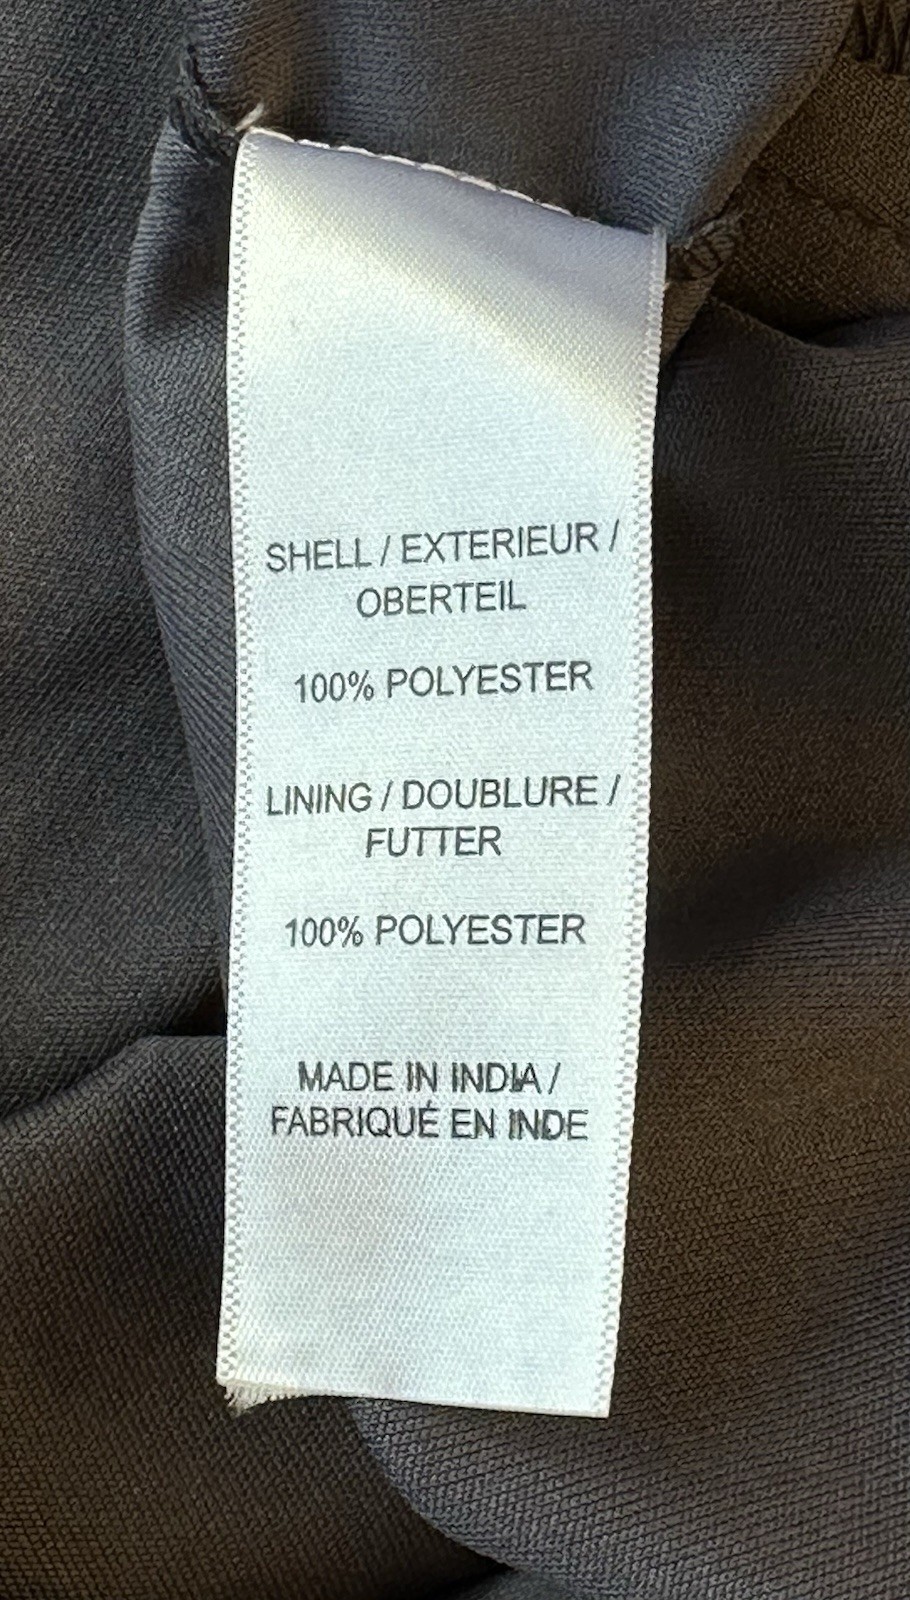 SHELL / EXTERIEUR /
OBERTEIL
100% POLYESTER
LINING / DOUBLURE /
FUTTER
100% POLYESTER
MADE IN INDIA /
FABRIQUÉ EN INDE